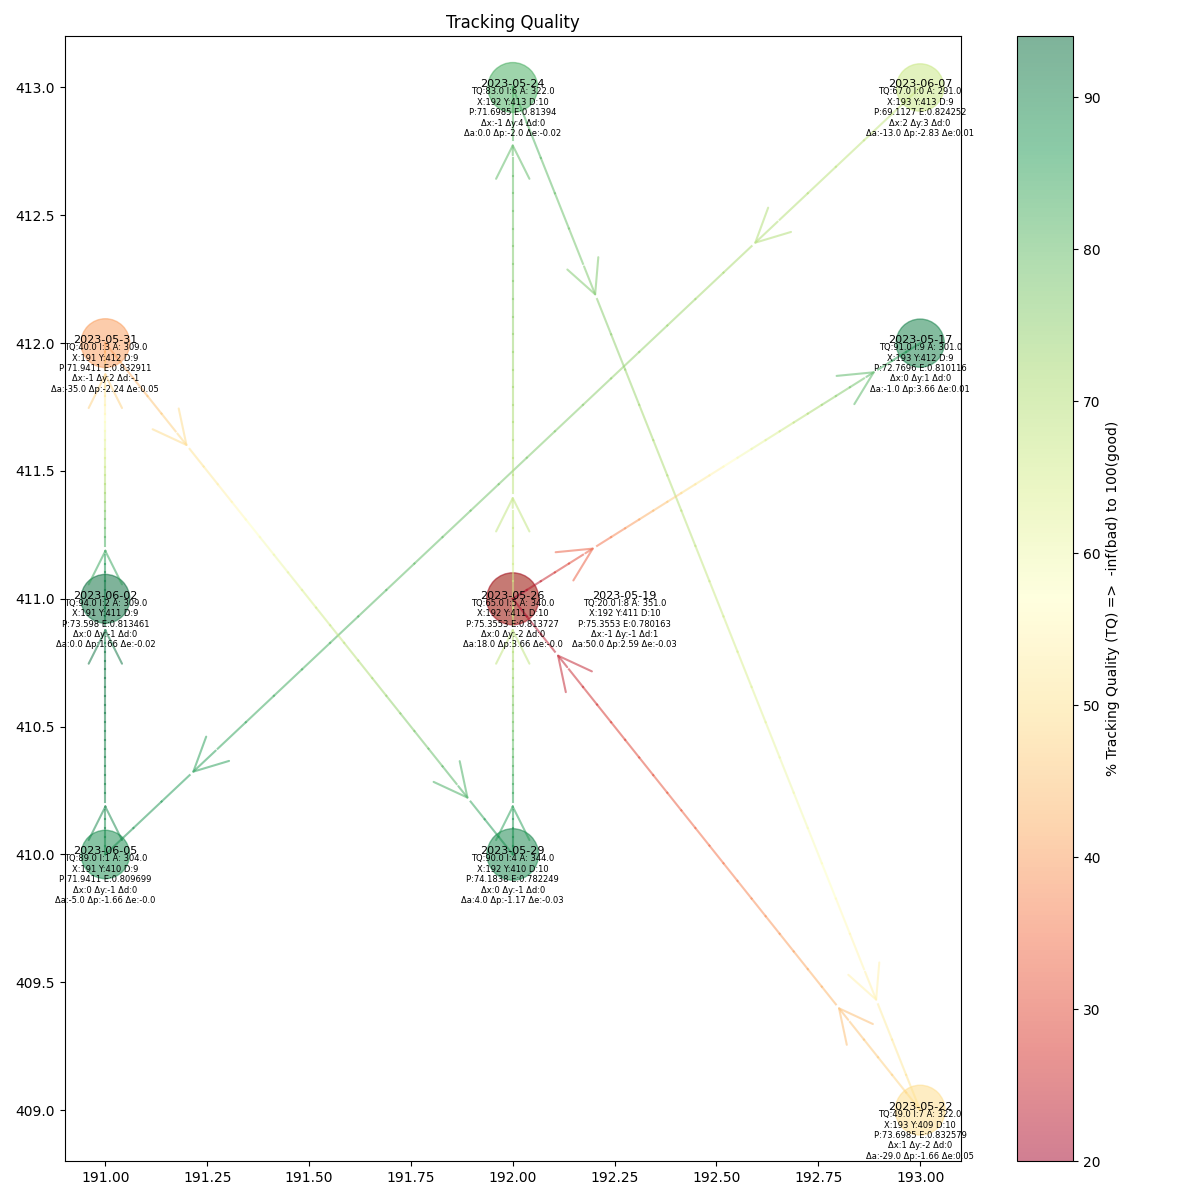 Tracking Quality
413.0
412.5
412.0
411.5
411.0
410.5
410.0
409.5
409.0
2023-05-24
TQ:83.0 I:6 A: 322.0
X:192 Y:413 D:10
P:71.6985 E:0.81394
Δx:-1 Δy:4 Δd:0
Δa:0.0 Δp:-2.0 Δe:-0.02
2023-06-07
TQ:67.0 I:0 A: 291.0
X:193 Y:413 D:9
P:69.1127 E:0.824252
Δx:2 Δy:3 Δd:0
Δa:-13.0 Δp:-2.83 Δe:0.01
2023-05-31
TQ:40.0 I:3 A: 309.0
X:191 Y:412 D:9
P:71.9411 E:0.832911
Δx:-1 Δy:2 Δd:-1
Δa:-35.0 Δp:-2.24 Δe:0.05
2023-05-17
TQ:91.0 I:9 A: 301.0
X:193 Y:412 D:9
P:72.7696 E:0.810116
Δx:0 Δy:1 Δd:0
Δa:-1.0 Δp:3.66 Δe:0.01
2023-06-02
TQ:94.0 I:2 A: 309.0
X:191 Y:411 D:9
P:73.598 E:0.813461
Δx:0 Δy:-1 Δd:0
Δa:0.0 Δp:1.66 Δe:-0.02
2023-05-26
TQ:65.0 I:5 A: 340.0
X:192 Y:411 D:10
P:75.3553 E:0.813727
Δx:0 Δy:-2 Δd:0
Δa:18.0 Δp:3.66 Δe:-0.0
2023-05-19
TQ:20.0 I:8 A: 351.0
X:192 Y:411 D:10
P:75.3553 E:0.780163
Δx:-1 Δy:-1 Δd:1
Δa:50.0 Δp:2.59 Δe:-0.03
2023-06-05
TQ:89.0 I:1 A: 304.0
X:191 Y:410 D:9
P:71.9411 E:0.809699
Δx:0 Δy:-1 Δd:0
Δa:-5.0 Δp:-1.66 Δe:-0.0
2023-05-29
TQ:90.0 I:4 A: 344.0
X:192 Y:410 D:10
P:74.1838 E:0.782249
Δx:0 Δy:-1 Δd:0
Δa:4.0 Δp:-1.17 Δe:-0.03
2023-05-22
TQ:49.0 I:7 A: 322.0
X:193 Y:409 D:10
P:73.6985 E:0.832579
Δx:1 Δy:-2 Δd:0
Δa:-29.0 Δp:-1.66 Δe:0.05
191.00 191.25 191.50 191.75 192.00 192.25 192.50 192.75 193.00
90
80
70
60
50
40
30
20
% Tracking Quality (TQ) => -inf(bad) to 100(good)